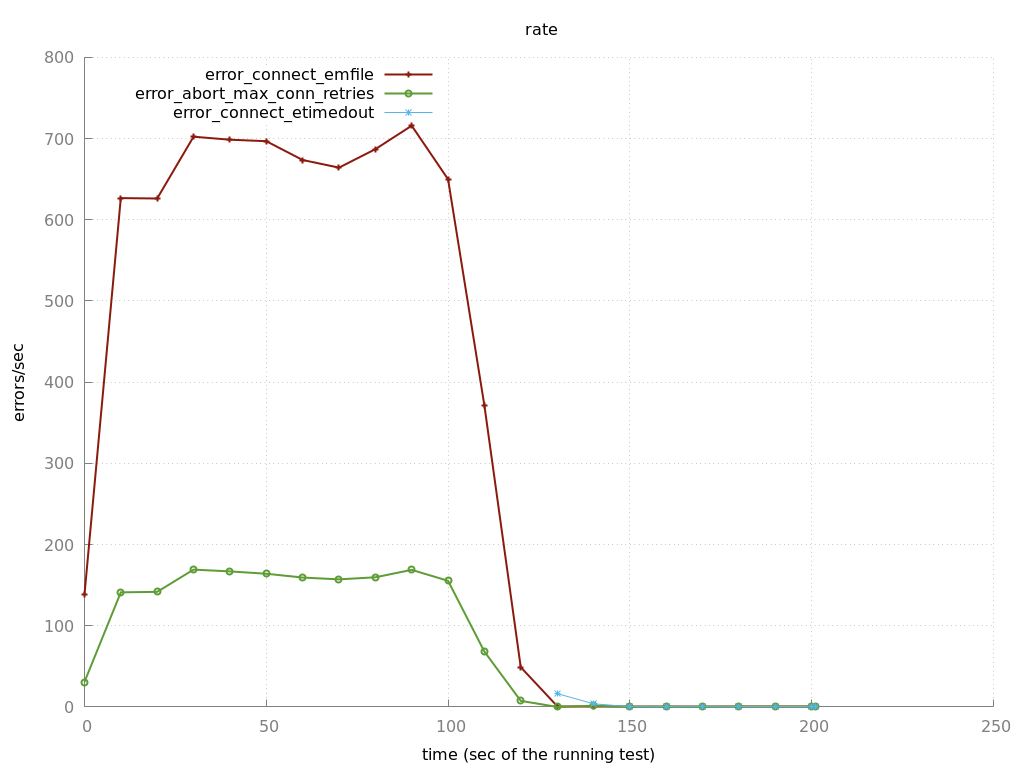 rate
800
700
600
500
400
300
200
100
0
error_connect_emfile
error_abort_max_conn_retries
error_connect_etimedout
errors/sec
0 50 100 150 200 250
time (sec of the running test)